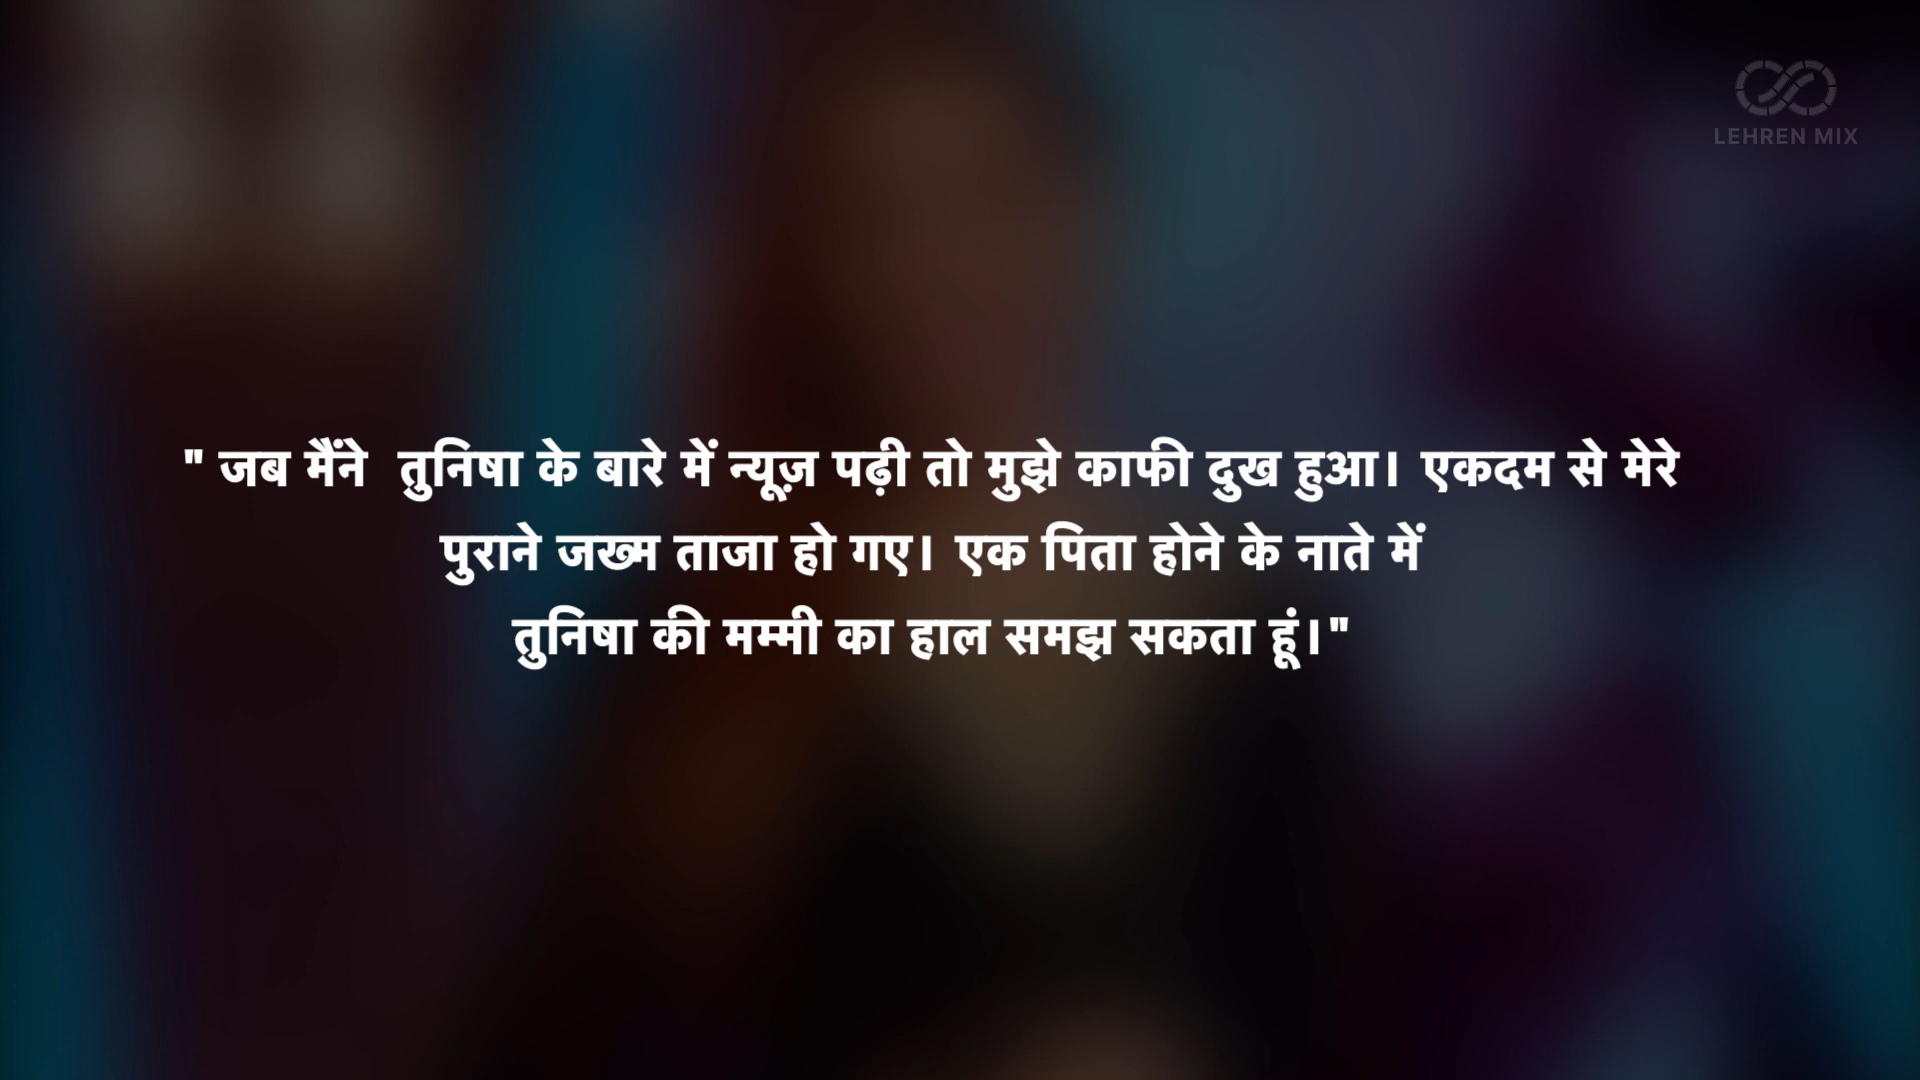 LEHREN MIX
" जब मैंने तुनिषा के बारे में न्यूज़ पढ़ी तो मुझे काफी दुख हुआ। एकदम से मेरे
पुराने जख्म ताजा हो गए। एक पिता होने के नाते में
तुनिषा की मम्मी का हाल समझ सकता हूं।"